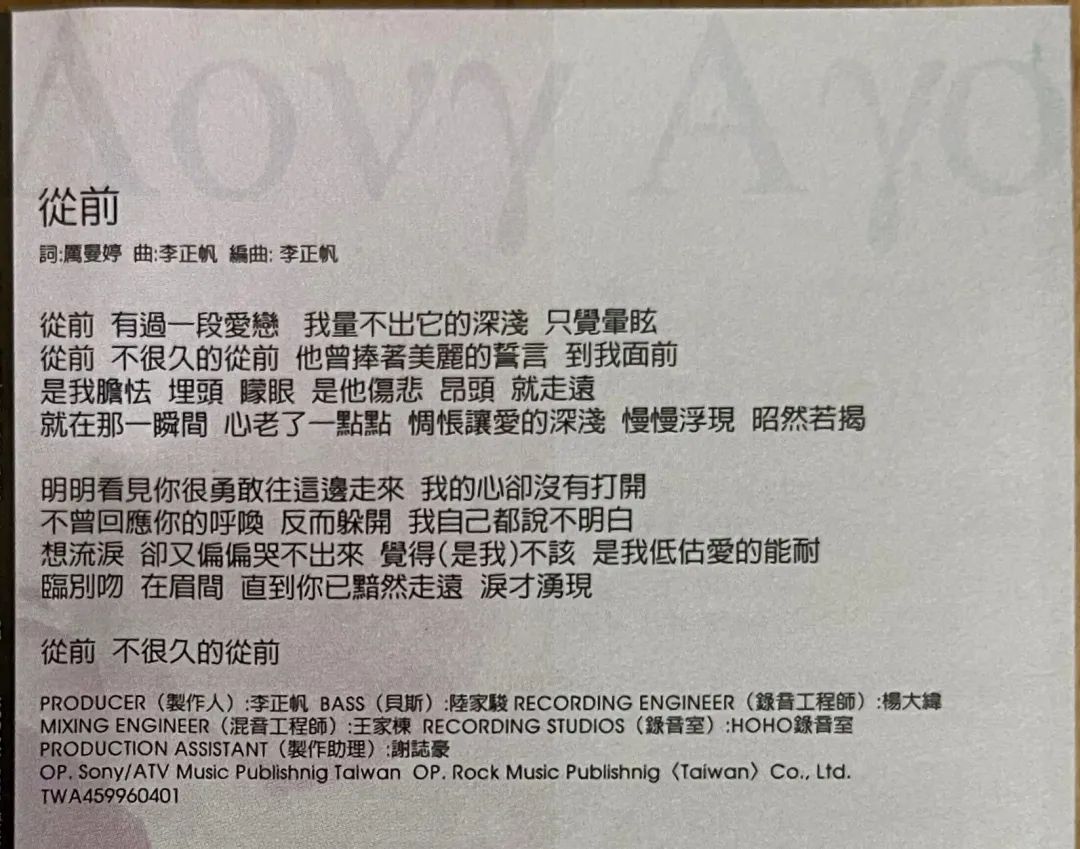 從前
詞:厲曼婷 曲:李正帆 編曲: 李正帆
從前 有過一段愛戀 我量不出它的深淺 只覺暈眩
從前 不很久的從前 他曾捧著美麗的誓言 到我面前
是我膽怯 埋頭 矇眼 是他傷悲 昂頭 就走遠
就在那一瞬間 心老了一點點 惆悵讓愛的深淺 慢慢浮現 昭然若揭
明明看見你很勇敢往這邊走來 我的心卻沒有打開
不曾回應你的呼喚 反而躲開 我自己都說不明白
想流淚 卻又偏偏哭不出來 覺得(是我)不該 是我低估愛的能耐
臨別吻 在眉間 直到你已黯然走遠 淚才湧現
從前 不很久的從前
PRODUCER（製作人）:李正帆 BASS（貝斯）:陸家駿 RECORDING ENGINEER（錄音工程師）:楊大緯
MIXING ENGINEER（混音工程師）:王家棟 RECORDING STUDIOS（錄音室）:HOHO錄音室
PRODUCTION ASSISTANT（製作助理）:謝誌豪
OP. Sony/ATV Music Publishnig Taiwan OP. Rock Music Publishnig〈Taiwan〉Co., Ltd.
TWA459960401